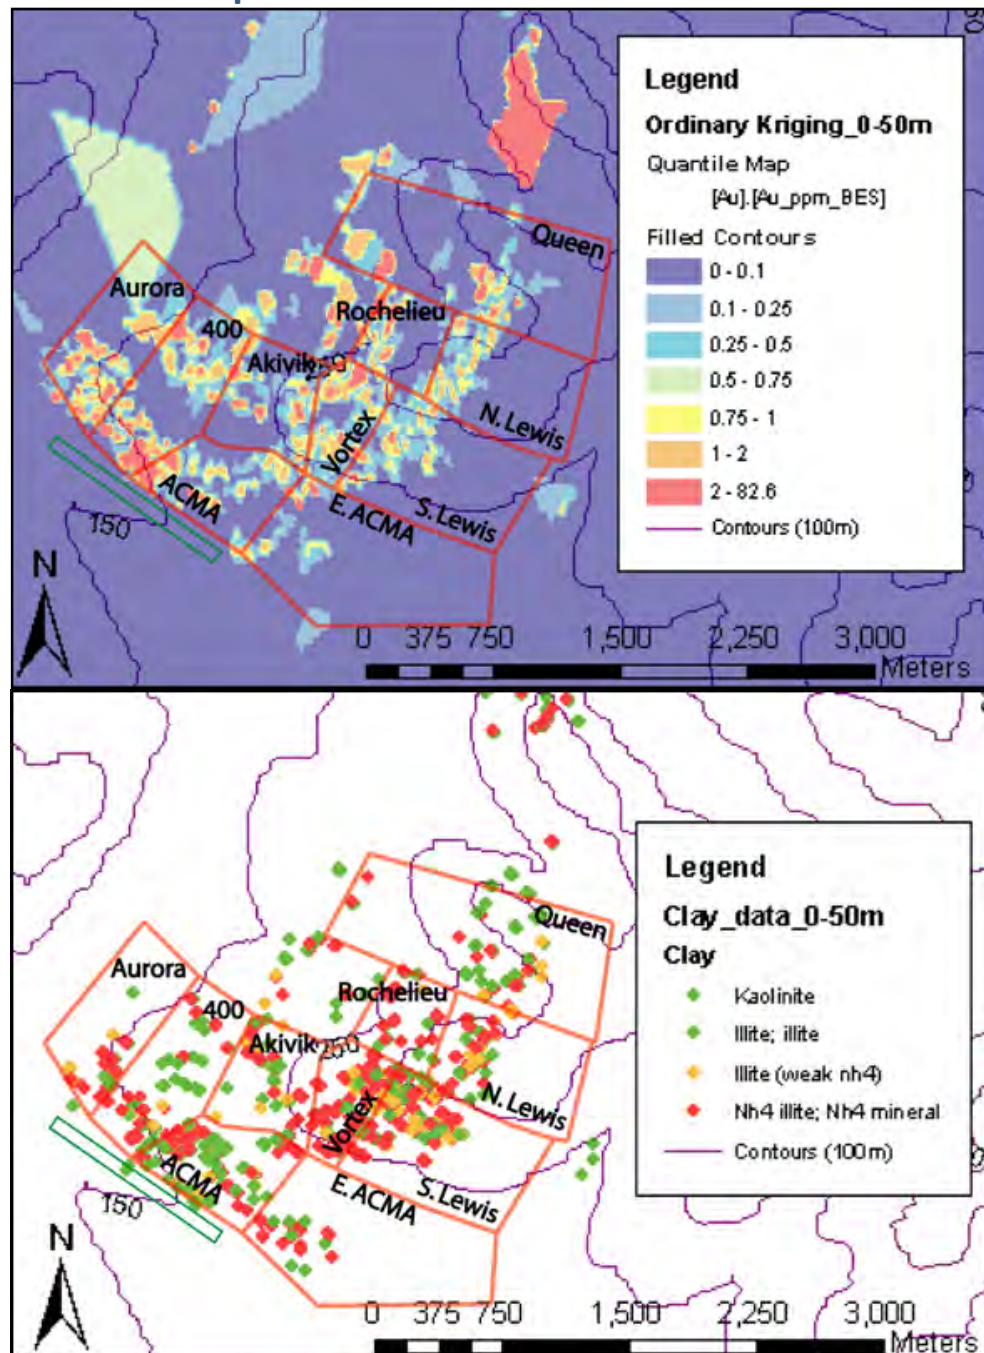 Legend
Ordinary Kriging_0-50m
Quantile Map
[Au].[Au_ppm_BES]
Filled Contours
0 - 0.1
0.1 - 0.25
0.25 - 0.5
0.5 - 0.75
0.75 - 1
1 - 2
2 - 82.6
Contours (100m)
Queen
Aurora
400
Rochelieu
Akivik
250
N. Lewis
Vortex
S. Lewis
E. ACMA
ACMA
150
N
0 375 750 1,500 2,250 3,000
Meters
Legend
Clay_data_0-50m
Clay
Kaolinite
Illite; illite
Illite (weak nh4)
Nh4 illite; Nh4 mineral
Contours (100m)
Queen
Aurora
400
Rochelieu
Akivik
250
N. Lewis
Vortex
S. Lewis
E. ACMA
ACMA
150
N
0 375 750 1,500 2,250 3,000
Meters